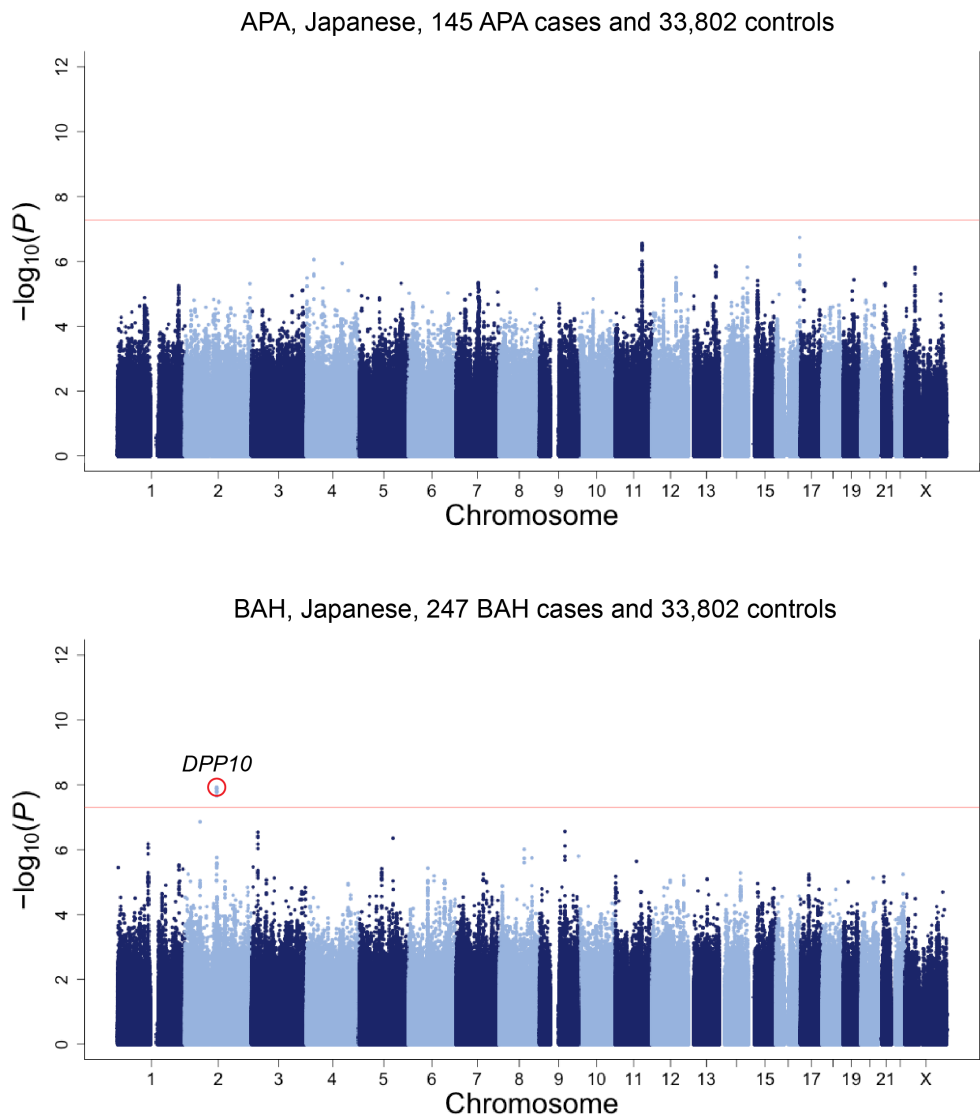 APA, Japanese, 145 APA cases and 33,802 controls
12
10
8
6
4
2
0
−log10(P)
1 2 3 4 5 6 7 8 9 10 11 12 13 15 17 19 21 X
Chromosome
BAH, Japanese, 247 BAH cases and 33,802 controls
12
10
8
6
4
2
0
−log10(P)
DPP10
1 2 3 4 5 6 7 8 9 10 11 12 13 15 17 19 21 X
Chromosome